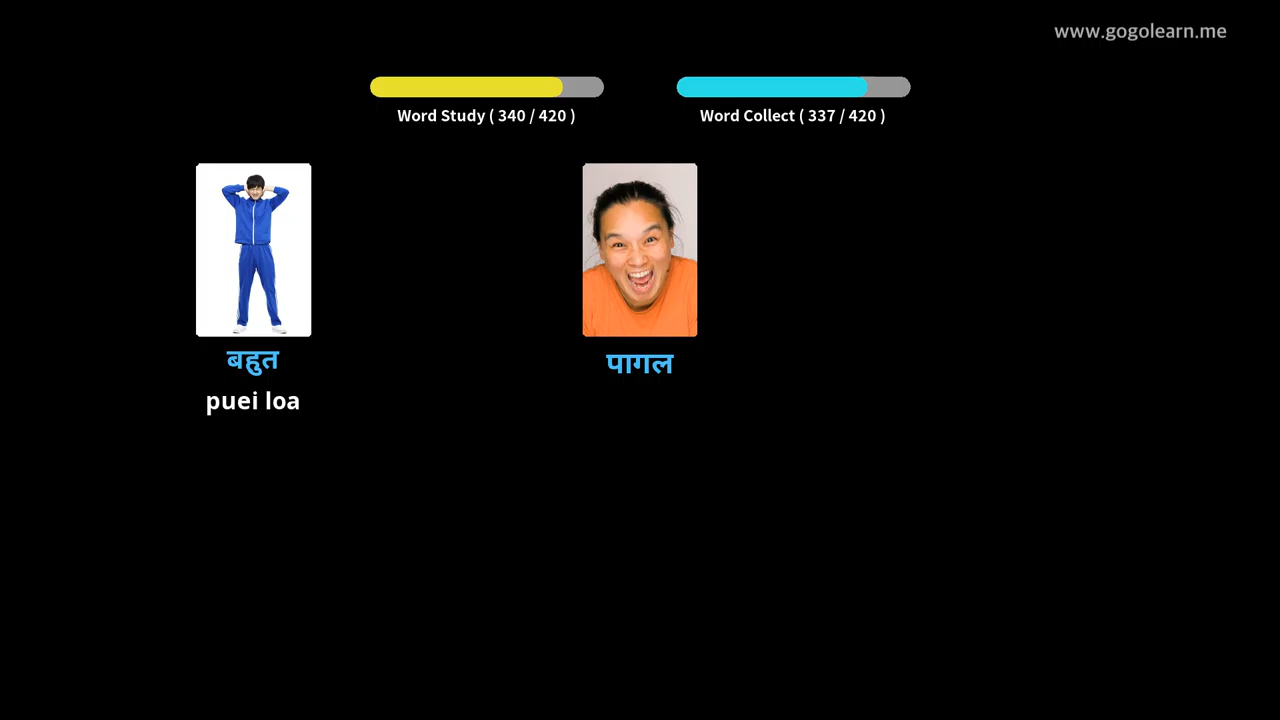 www.gogolearn.me
Word Study ( 340 / 420 )
Word Collect ( 337 / 420 )
बहुत
पागल
puei loa